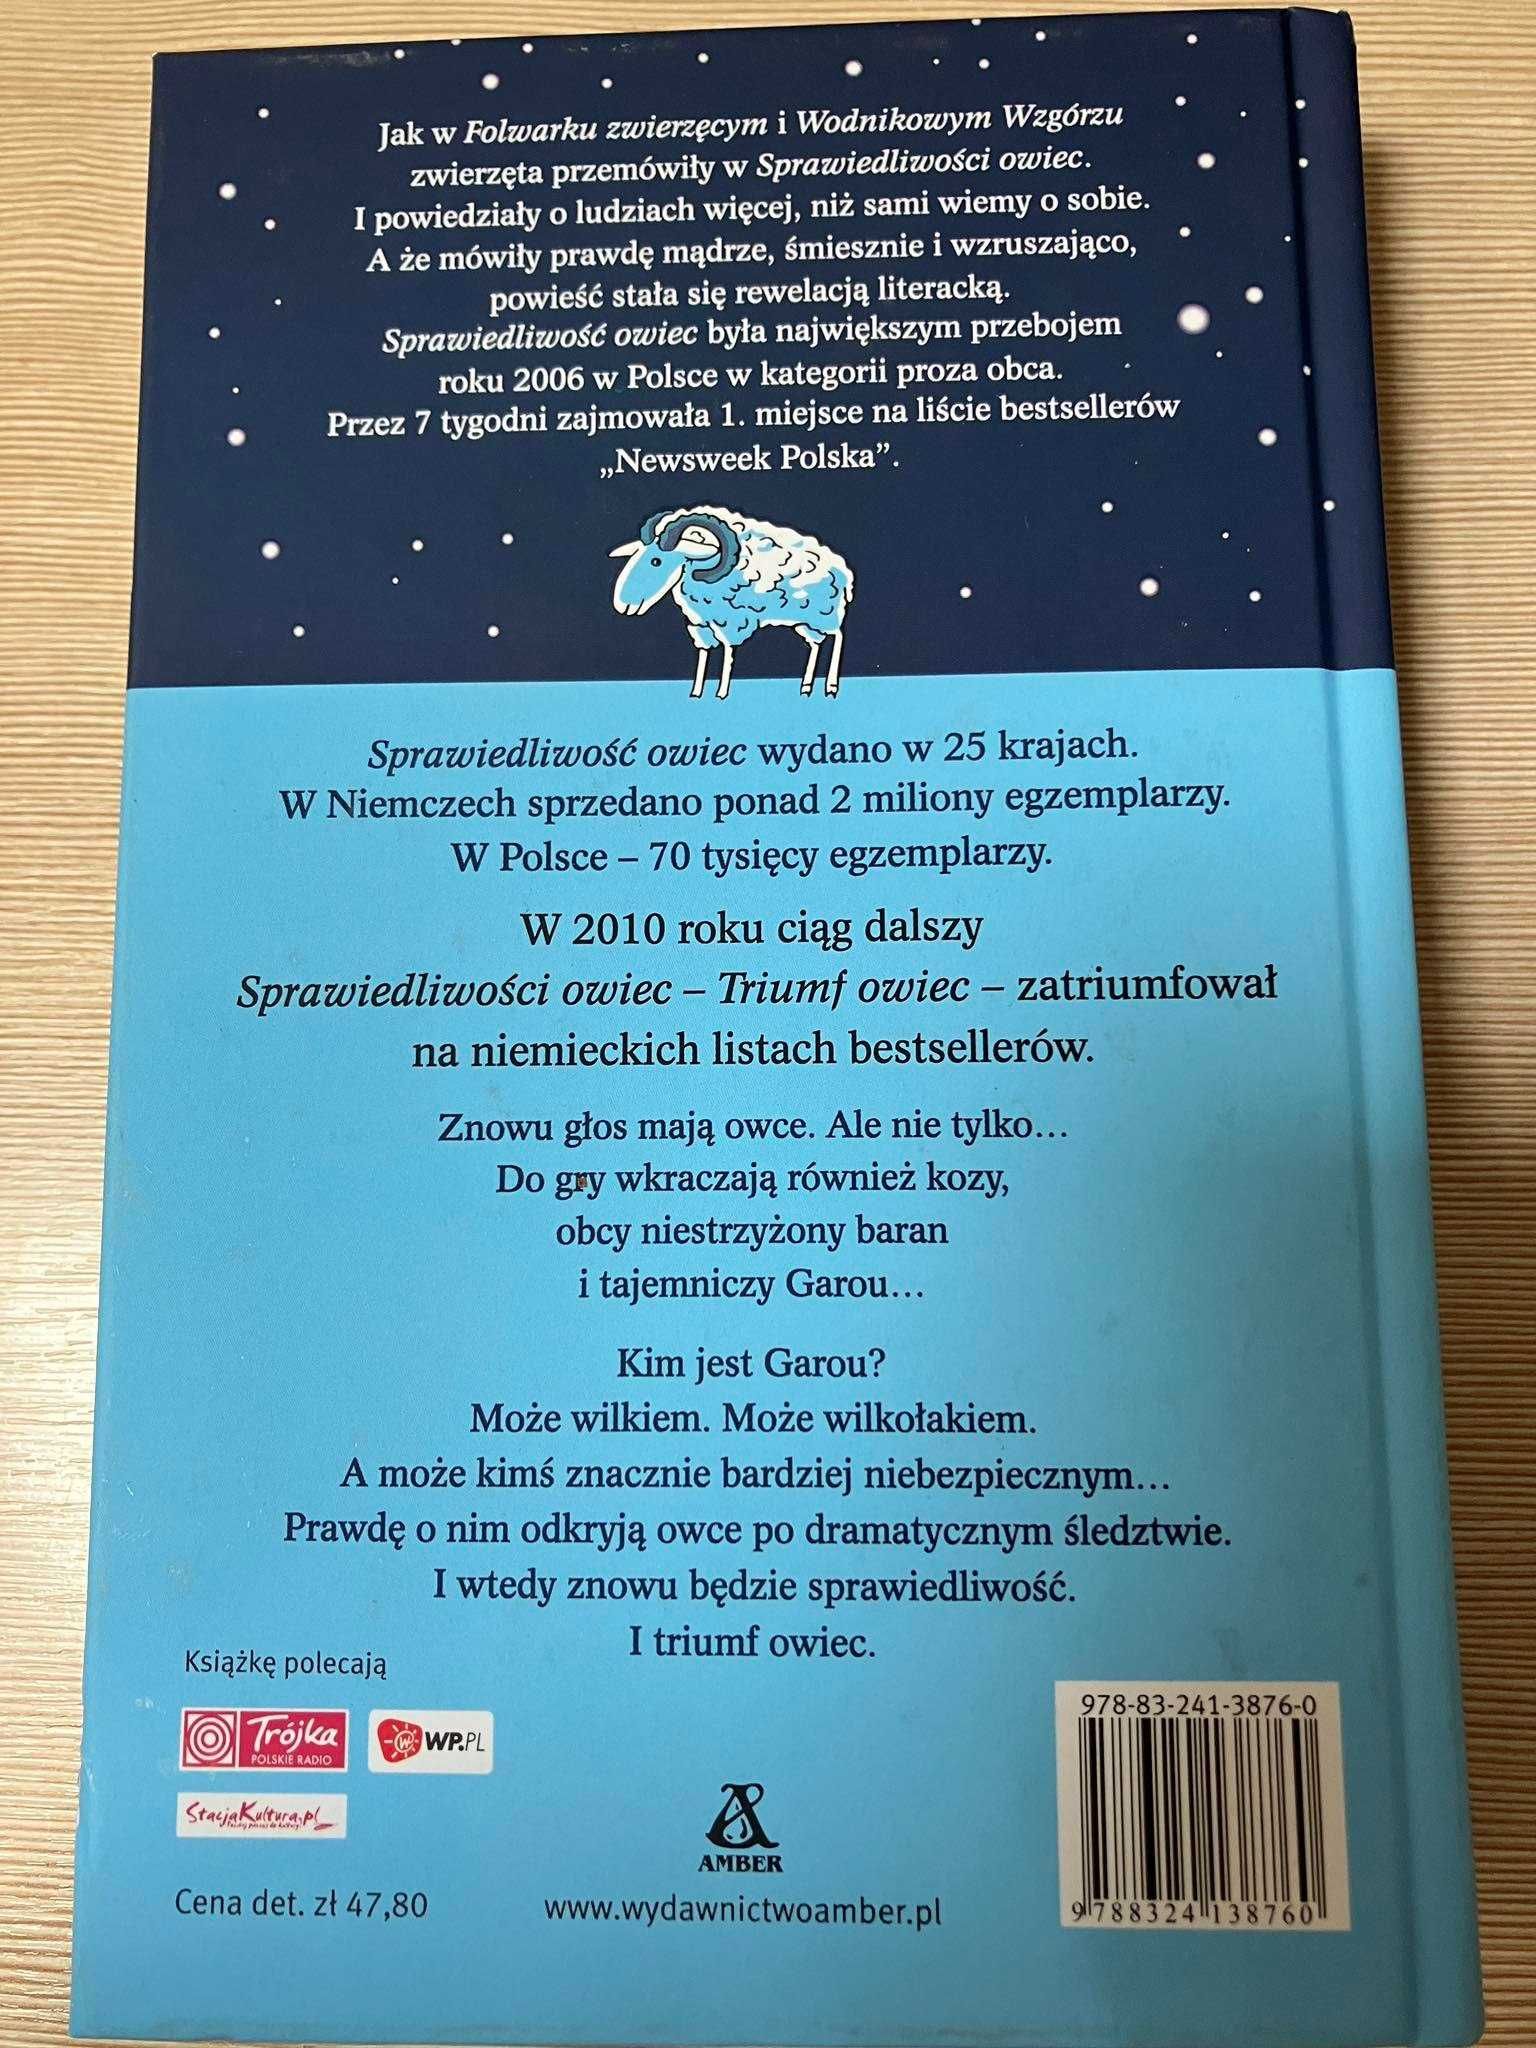 Jak w Folwarku zwierzęcym i Wodnikowym Wzgórzu
zwierzęta przemówiły w Sprawiedliwości owiec.
I powiedziały o ludziach więcej, niż sami wiemy o sobie.
A że mówiły prawdę mądrze, śmiesznie i wzruszająco,
powieść stała się rewelacją literacką.
Sprawiedliwość owiec była największym przebojem
roku 2006 w Polsce w kategorii proza obca.
Przez 7 tygodni zajmowała 1. miejsce na liście bestsellerów
„Newsweek Polska”.
Sprawiedliwość owiec wydano w 25 krajach.
W Niemczech sprzedano ponad 2 miliony egzemplarzy.
W Polsce – 70 tysięcy egzemplarzy.
W 2010 roku ciąg dalszy
Sprawiedliwości owiec – Triumf owiec – zatriumfował
na niemieckich listach bestsellerów.
Znowu głos mają owce. Ale nie tylko…
Do gry wkraczają również kozy,
obcy niestrzyżony baran
i tajemniczy Garou…
Kim jest Garou?
Może wilkiem. Może wilkołakiem.
A może kimś znacznie bardziej niebezpiecznym…
Prawdę o nim odkryją owce po dramatycznym śledztwie.
I wtedy znowu będzie sprawiedliwość.
I triumf owiec.
Książkę polecają
Trójka
POLSKIE RADIO
W WP.PL
StacjaKultura.pl
Cena det. zł 47,80
AMBER
www.wydawnictwoamber.pl
978-83-241-3876-0
9 788324 138760